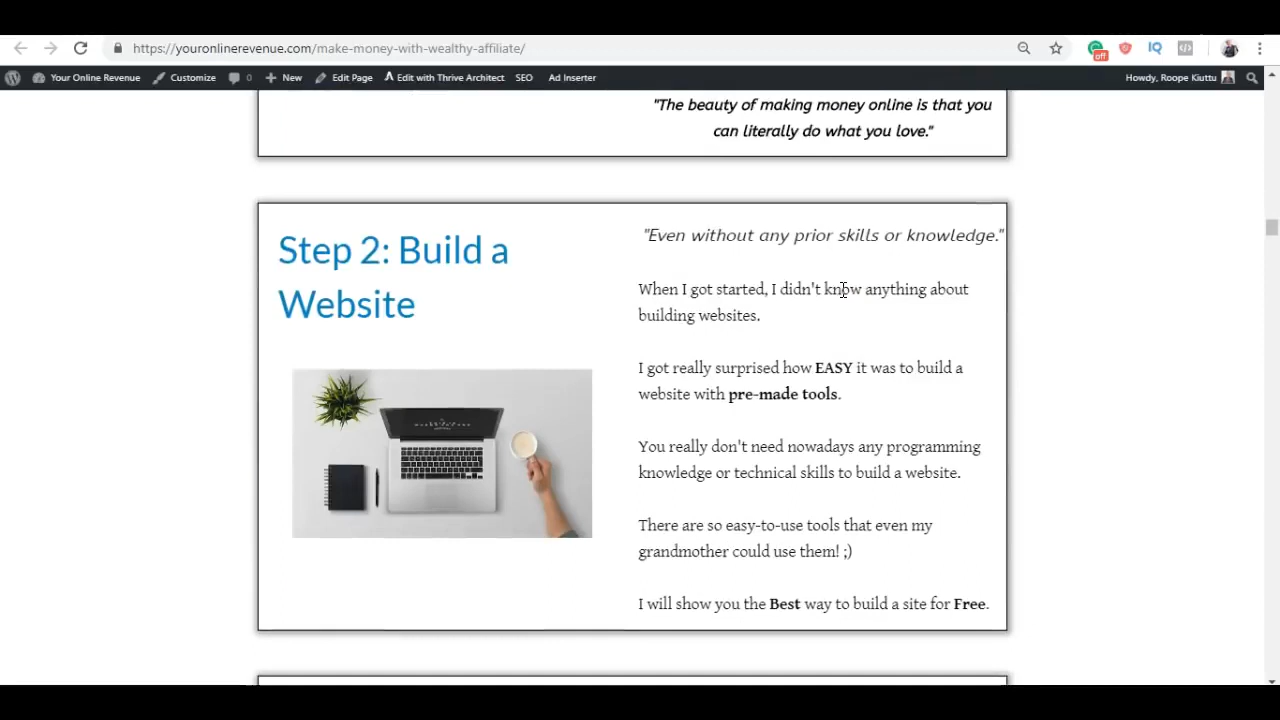 https://youronlinerevenue.com/make-money-with-wealthy-affiliate/
off
IQ
Your Online Revenue
Customize
0
New
Edit Page
Edit with Thrive Architect
SEO
Ad Inserter
Howdy, Roope Kiuttu
"The beauty of making money online is that you
can literally do what you love."
Step 2: Build a
Website
"Even without any prior skills or knowledge."
When I got started, I didn't know anything about
building websites.
I got really surprised how EASY it was to build a
website with pre-made tools.
You really don't need nowadays any programming
knowledge or technical skills to build a website.
There are so easy-to-use tools that even my
grandmother could use them! ;)
I will show you the Best way to build a site for Free.